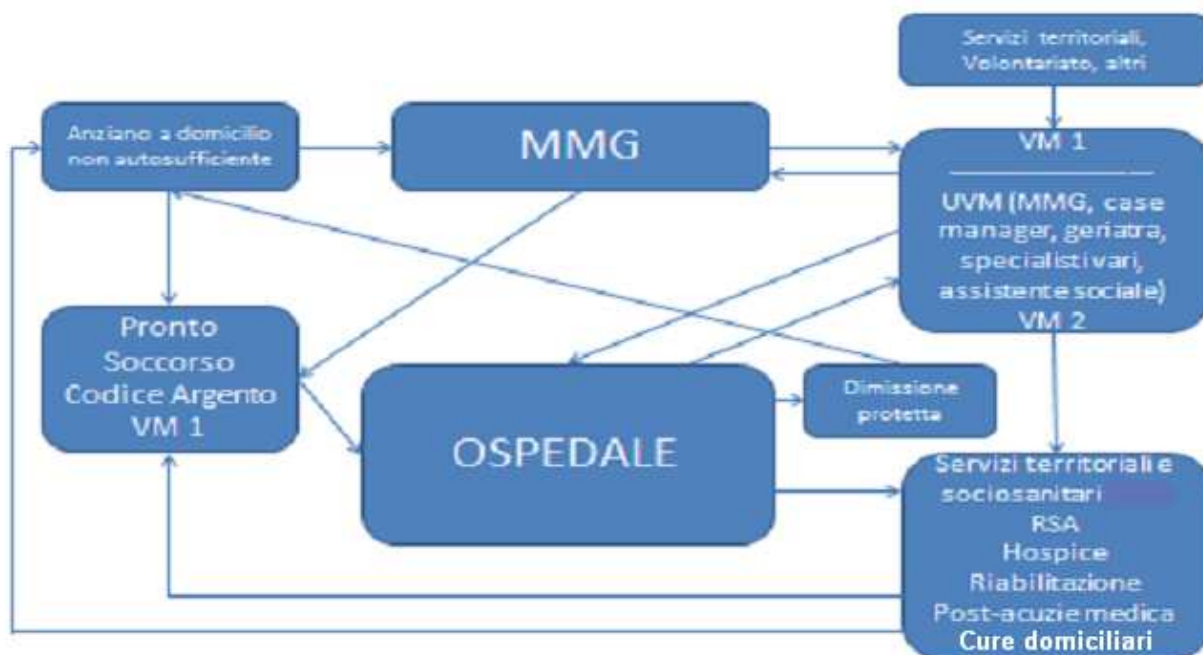 Servizi territoriali,
Volontariato, altri
Anziano a domicilio
non autosufficiente
MMG
VM 1
UVM (MMG, case
manager, geriatra,
specialisti vari,
assistente sociale)
VM 2
Pronto
Soccorso
Codice Argento
VM 1
OSPEDALE
Dimissione
protetta
Servizi territoriali e
sociosanitari
RSA
Hospice
Riabilitazione
Post-acuzie medica
Cure domiciliari